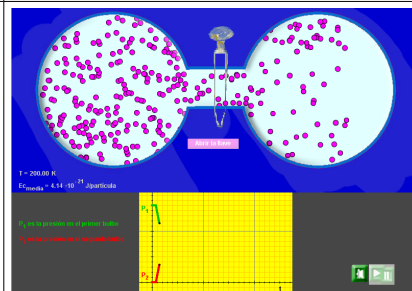 Abrir la llave
T = 200.00 K
Ec media = 4.14 ·10 -21 J/partícula
P1 es la presión en el primer bulbo
P1
P2
t